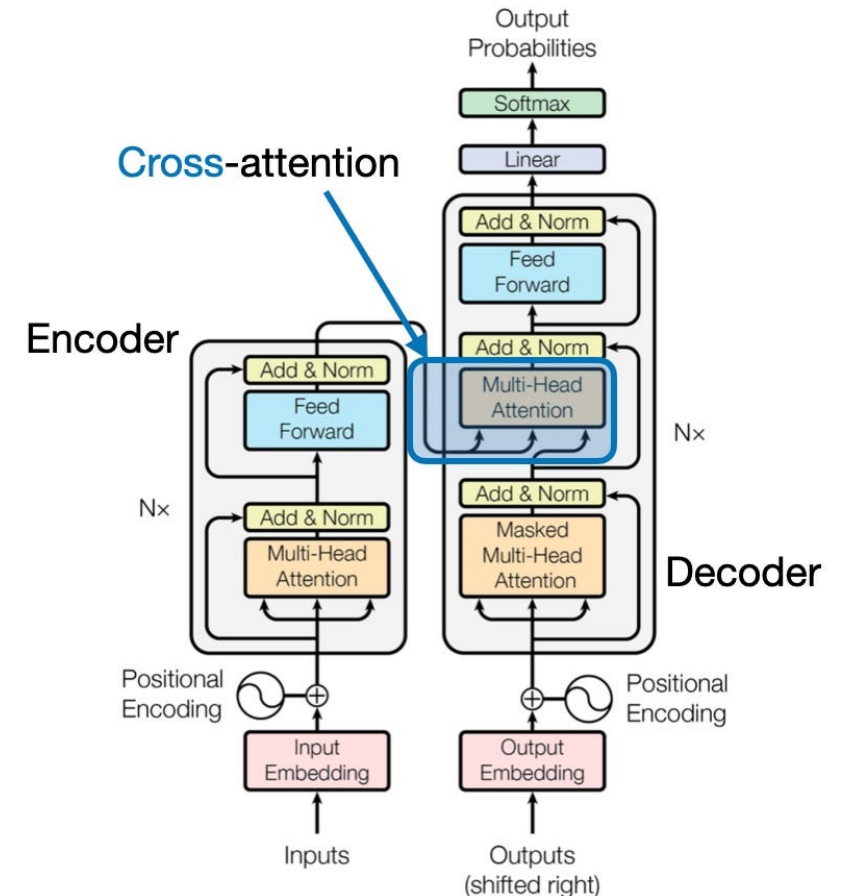 Output
Probabilities
Softmax
Linear
Cross-attention
Add & Norm
Feed
Forward
Add & Norm
Multi-Head
Attention
Nx
Add & Norm
Masked
Multi-Head
Attention
Decoder
Encoder
Add & Norm
Feed
Forward
Nx
Add & Norm
Multi-Head
Attention
Positional
Encoding
Positional
Encoding
Input
Embedding
Output
Embedding
Inputs
Outputs
(shifted right)